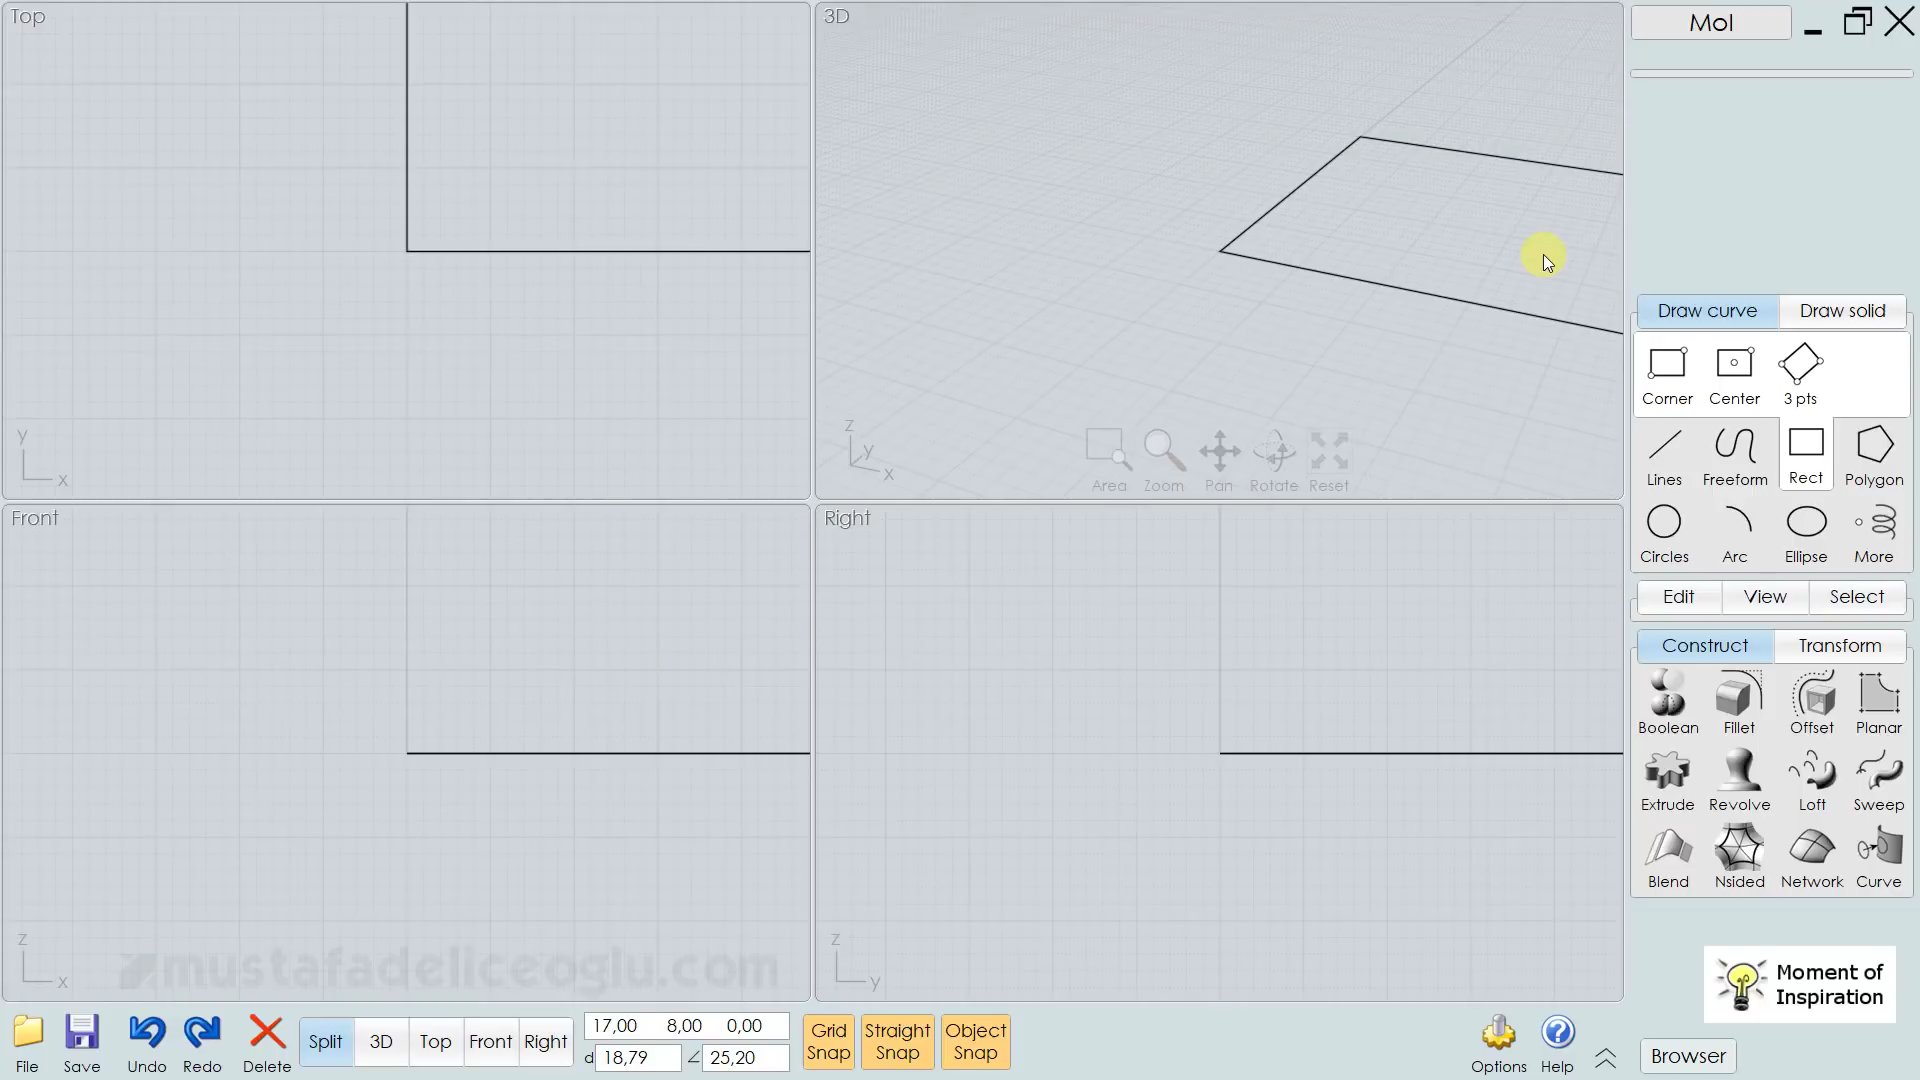 Top
3D
MoI
Draw curve
Draw solid
Corner
Center
3 pts
Lines
Freeform
Rect
Polygon
Circles
Arc
Ellipse
More
y
x
z
y
x
Area
Zoom
Pan
Rotate
Reset
Front
Right
Edit
View
Select
Construct
Transform
Boolean
Fillet
Offset
Planar
Extrude
Revolve
Loft
Sweep
Blend
Nsided
Network
Curve
z
x
z
y
mustafadeliceoglu.com
Moment of
Inspiration
File
Save
Undo
Redo
Delete
Split
3D
Top
Front
Right
17,00 8,00 0,00
d 18,79 ∠ 25,20
Grid
Snap
Straight
Snap
Object
Snap
Options
Help
Browser